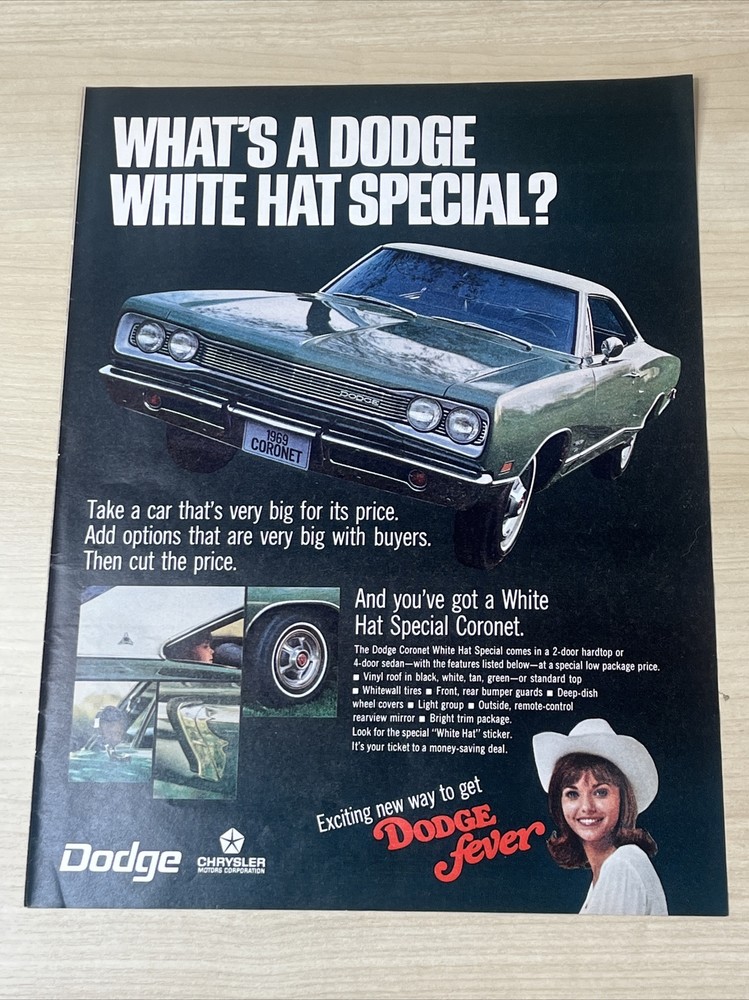 WHAT'S A DODGE
WHITE HAT SPECIAL?
DODGE
1969
CORONET
Take a car that's very big for its price.
Add options that are very big with buyers.
Then cut the price.
And you've got a White
Hat Special Coronet.
The Dodge Coronet White Hat Special comes in a 2-door hardtop or
4-door sedan—with the features listed below—at a special low package price.
■ Vinyl roof in black, white, tan, green—or standard top
■ Whitewall tires ■ Front, rear bumper guards ■ Deep-dish
wheel covers ■ Light group ■ Outside, remote-control
rearview mirror ■ Bright trim package.
Look for the special "White Hat" sticker.
It's your ticket to a money-saving deal.
Exciting new way to get
DODGE
fever
Dodge
CHRYSLER
MOTORS CORPORATION